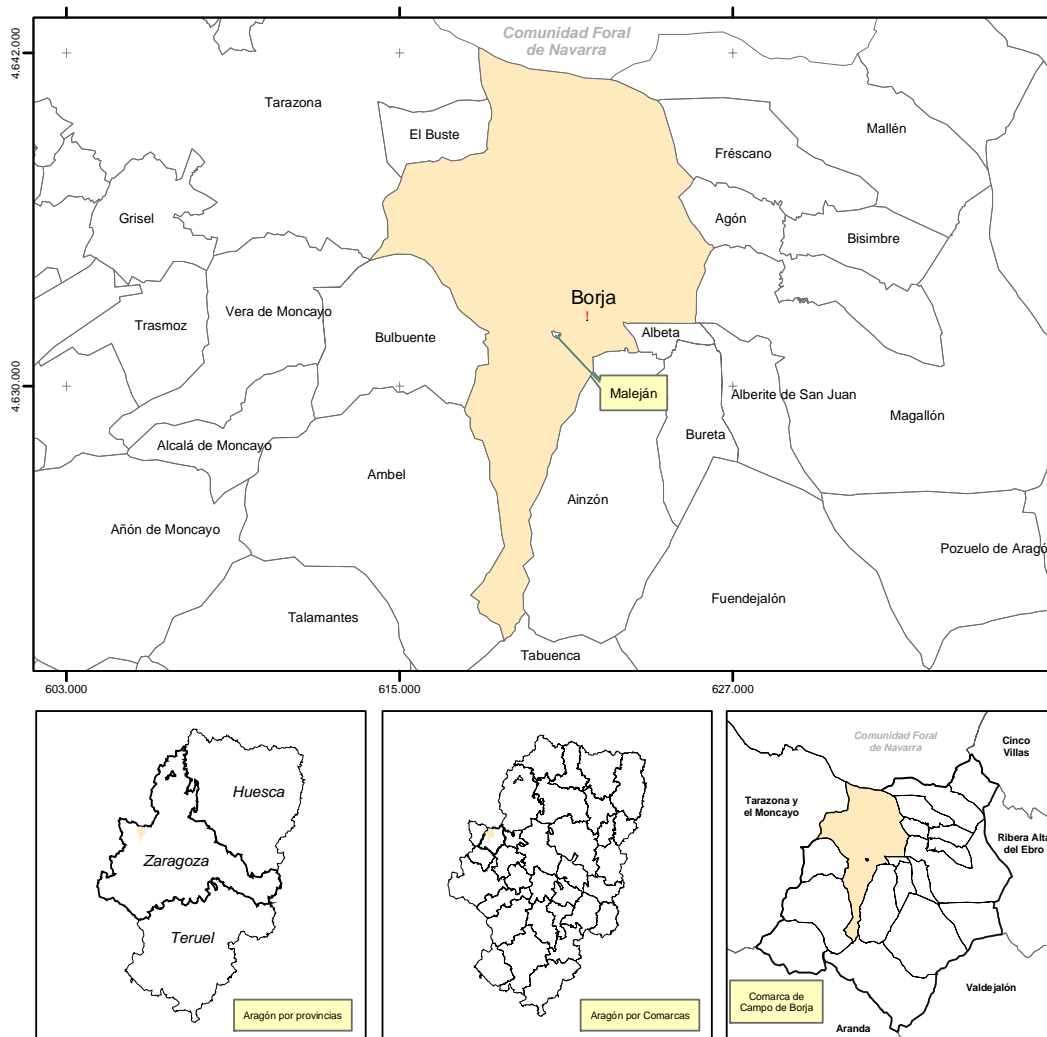 Comunidad Foral
de Navarra
4.642.000
Tarazona
El Buste
Mallén
Fréscano
Grisel
Agón
Bisimbre
Borja
!
Vera de Moncayo
Trasmoz
Bulbuente
Albeta
4.630.000
Maleján
Alberite de San Juan
Magallón
Alcalá de Moncayo
Bureta
Ambel
Ainzón
Añón de Moncayo
Pozuelo de Aragó
Fuendejalón
Talamantes
Tabuenca
603.000
615.000
627.000
Huesca
Zaragoza
Teruel
Aragón por provincias
Aragón por Comarcas
Comunidad Foral
de Navarra
Cinco
Villas
Tarazona y
el Moncayo
Ribera Alta
del Ebro
Valdejalón
Comarca de
Campo de Borja
Aranda